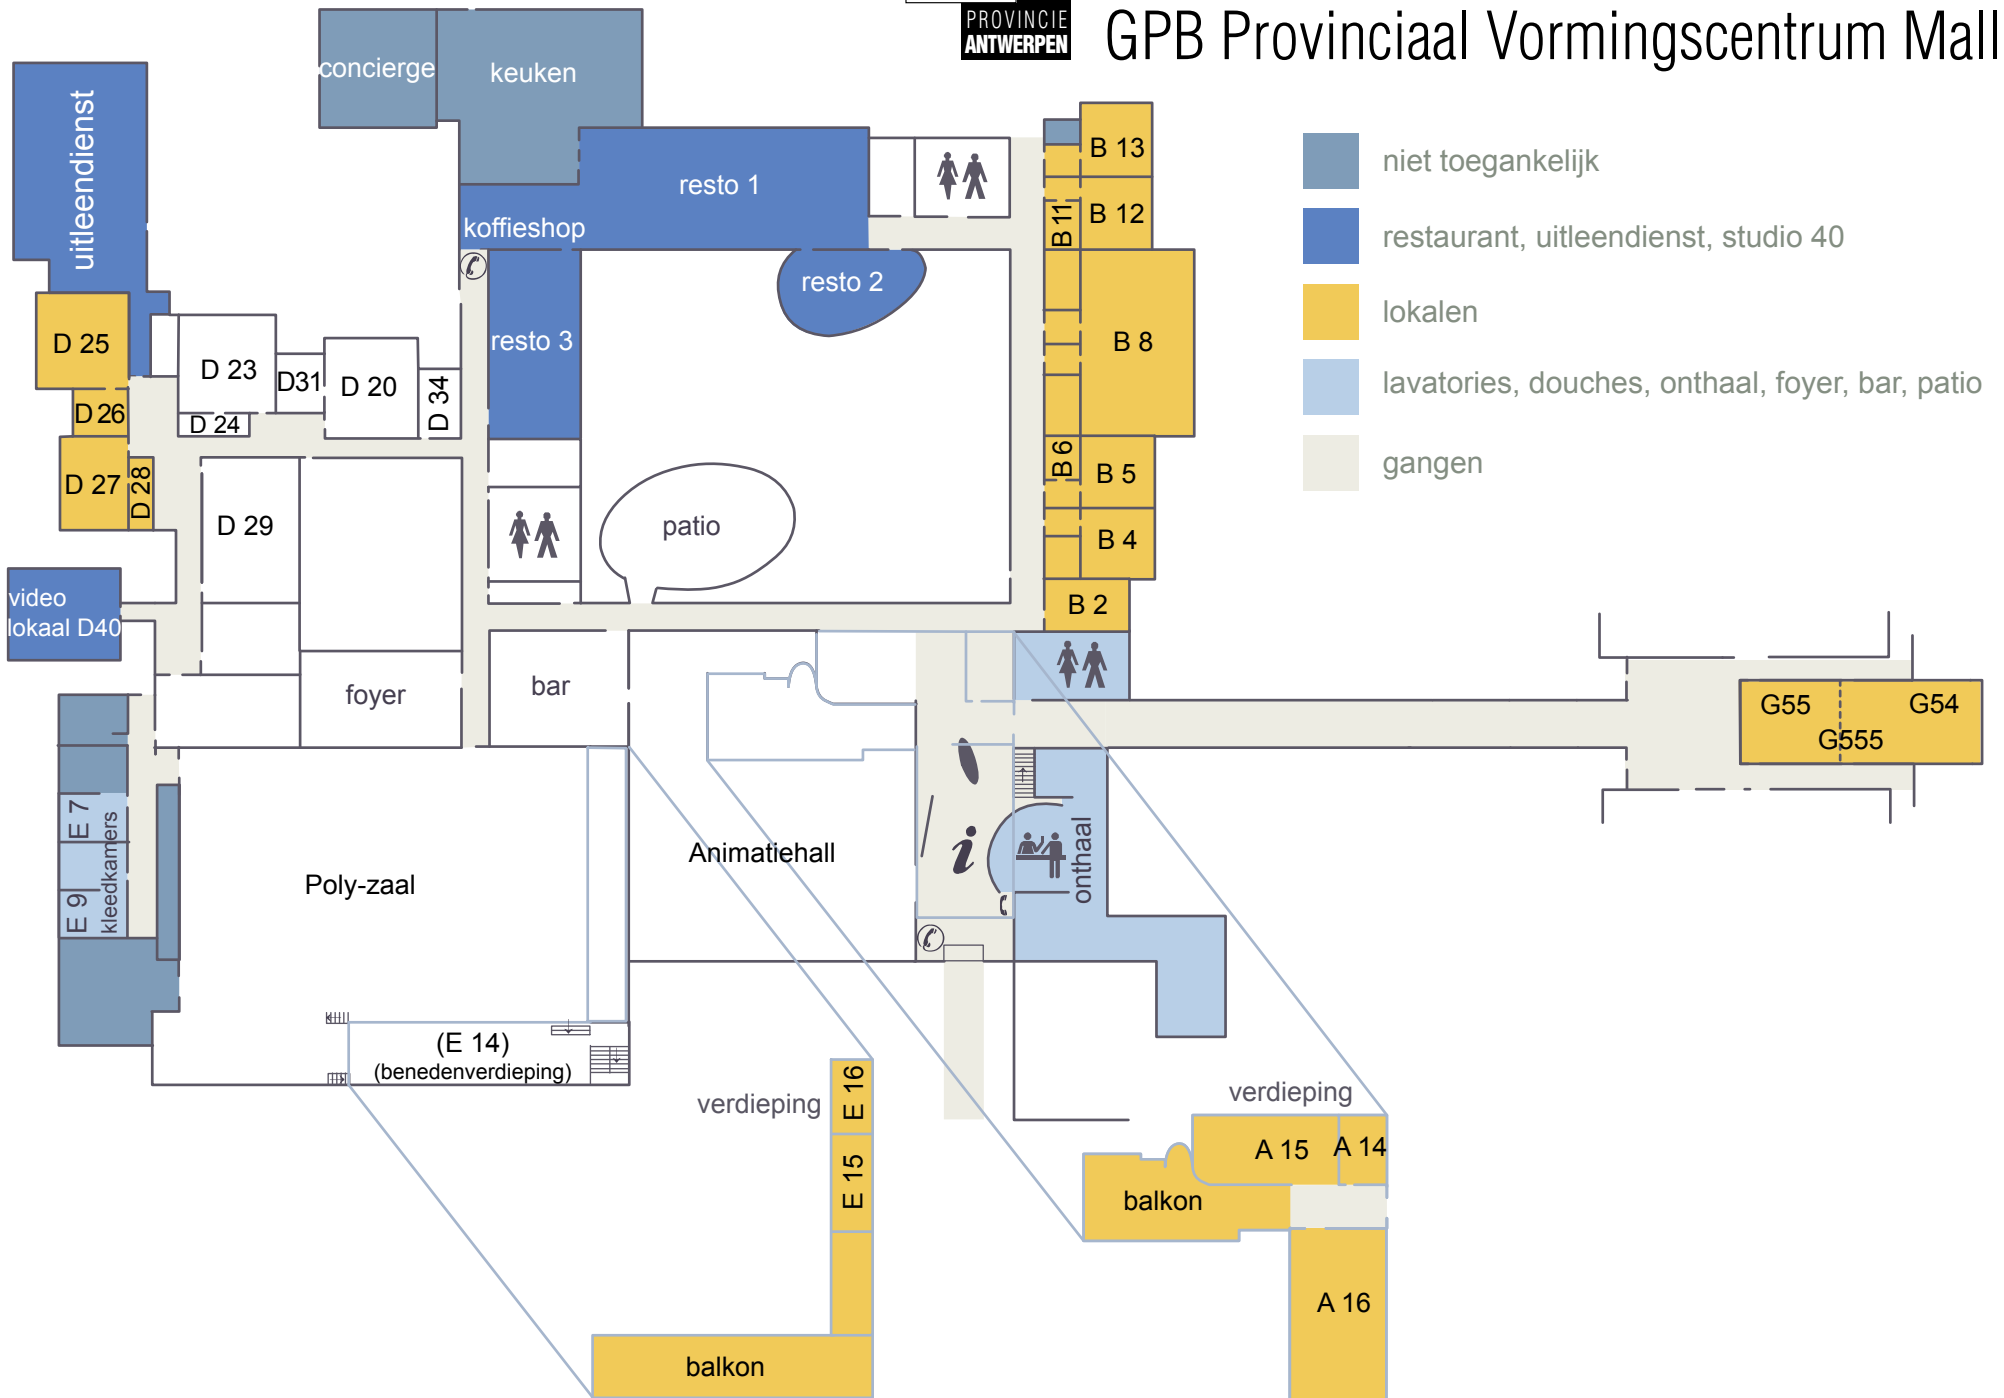 PROVINCIE
ANTWERPEN
GPB Provinciaal Vormingscentrum Mall
concierge
keuken
uitleendienst
resto 1
koffieshop
resto 2
resto 3
B 13
B 12
B 11
B 8
B 6
B 5
B 4
B 2
niet toegankelijk
restaurant, uitleendienst, studio 40
lokalen
lavatories, douches, onthaal, foyer, bar, patio
gangen
D 25
D 23
D31
D 20
D 34
D 24
D 26
D 27
D 28
D 29
patio
video
lokaal D40
foyer
bar
G55
G54
G555
E 7
E 9
kleedkamers
Poly-zaal
Animatiehall
i
onthaal
(E 14)
(benedenverdieping)
verdieping
E 16
E 15
balkon
verdieping
A 15
A 14
balkon
A 16